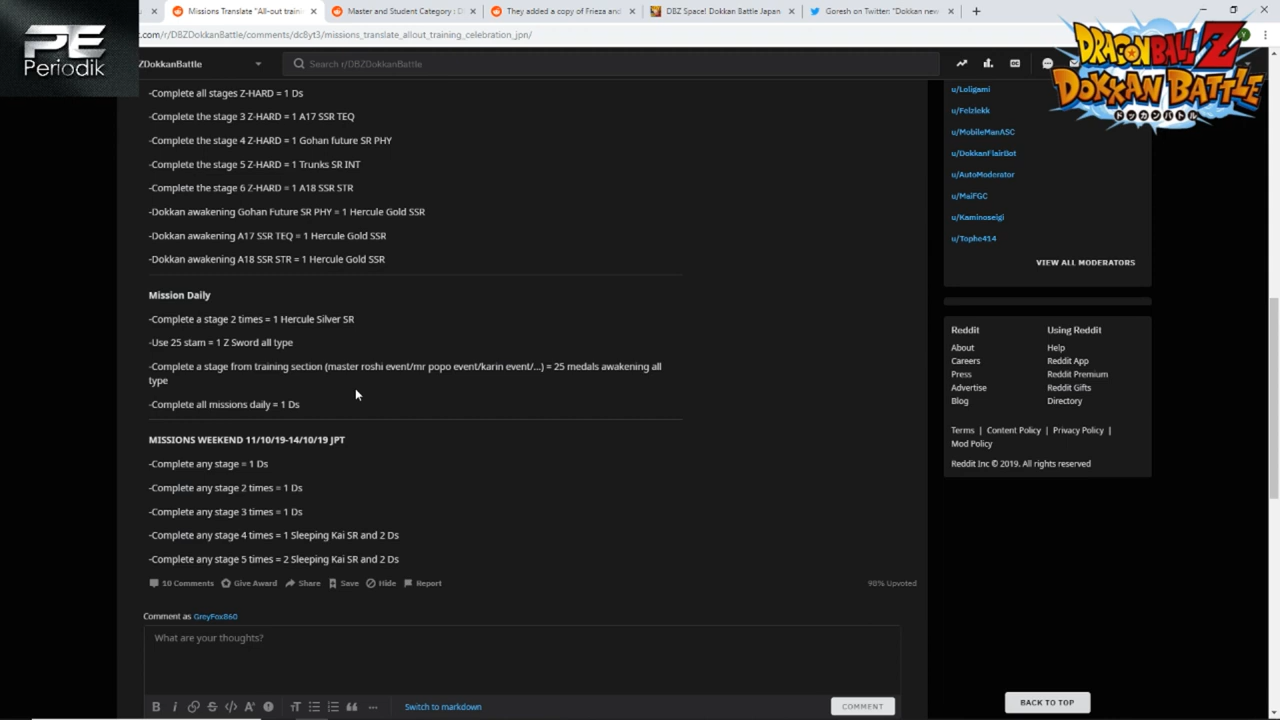 Missions Translate "All-out traini
Master and Student Category : D
They added a copy of Frieza and
DBZ Space! Dokkan Battle Japan
Goresh on Twitter: "Dokkan new
PE
Periodik
.com/r/DBZDokkanBattle/comments/dc8yt3/missions_translate_allout_training_celebration_jpn/
DRAGONBALL Z
DOKKAN BATTLE
ドッカンバトル
ZDokkanBattle
Search r/DBZDokkanBattle
-Complete all stages Z-HARD = 1 Ds
-Complete the stage 3 Z-HARD = 1 A17 SSR TEQ
-Complete the stage 4 Z-HARD = 1 Gohan future SR PHY
-Complete the stage 5 Z-HARD = 1 Trunks SR INT
-Complete the stage 6 Z-HARD = 1 A18 SSR STR
-Dokkan awakening Gohan Future SR PHY = 1 Hercule Gold SSR
-Dokkan awakening A17 SSR TEQ = 1 Hercule Gold SSR
-Dokkan awakening A18 SSR STR = 1 Hercule Gold SSR
Mission Daily
-Complete a stage 2 times = 1 Hercule Silver SR
-Use 25 stam = 1 Z Sword all type
-Complete a stage from training section (master roshi event/mr popo event/karin event/...) = 25 medals awakening all
type
-Complete all missions daily = 1 Ds
MISSIONS WEEKEND 11/10/19-14/10/19 JPT
-Complete any stage = 1 Ds
-Complete any stage 2 times = 1 Ds
-Complete any stage 3 times = 1 Ds
-Complete any stage 4 times = 1 Sleeping Kai SR and 2 Ds
-Complete any stage 5 times = 2 Sleeping Kai SR and 2 Ds
10 Comments Give Award Share Save Hide Report
98% Upvoted
Comment as GreyFox860
What are your thoughts?
Switch to markdown
COMMENT
u/Loligami
u/Felziekk
u/MobileManASC
u/DokkanFlairBot
u/AutoModerator
u/MaiFGC
u/Kaminoseigi
u/Tophe414
VIEW ALL MODERATORS
Reddit
Using Reddit
About
Help
Careers
Reddit App
Press
Reddit Premium
Advertise
Reddit Gifts
Blog
Directory
Terms | Content Policy | Privacy Policy |
Mod Policy
Reddit Inc © 2019. All rights reserved
BACK TO TOP